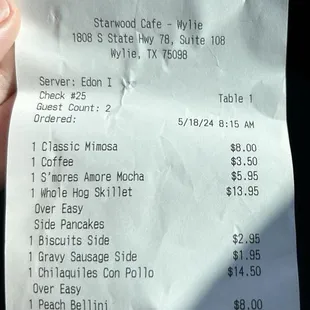 Starwood Cafe - Wylie
1808 S State Hwy 78, Suite 108
Wylie, TX 75098
Server: Edon I
Check #25 Table 1
Guest Count: 2
Ordered: 5/18/24 8:15 AM
1 Classic Mimosa $8.00
1 Coffee $3.50
1 S'mores Amore Mocha $5.95
1 Whole Hog Skillet $13.95
Over Easy
Side Pancakes
1 Biscuits Side $2.95
1 Gravy Sausage Side $1.95
1 Chilaquiles Con Pollo $14.50
Over Easy
1 Peach Bellini $8.00